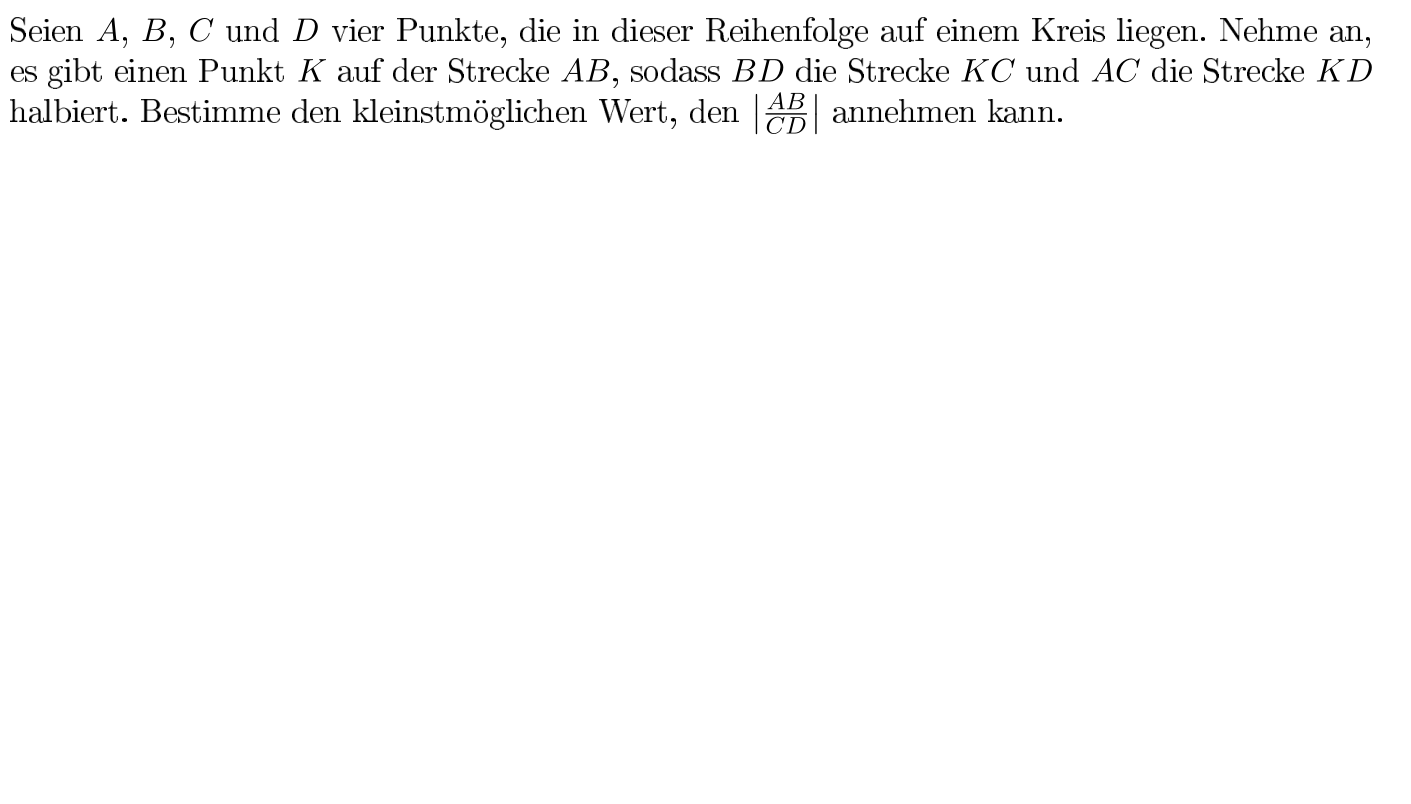 Seien A, B, C und D vier Punkte, die in dieser Reihenfolge auf einem Kreis liegen. Nehme an,
es gibt einen Punkt K auf der Strecke AB, sodass BD die Strecke KC und AC die Strecke KD
halbiert. Bestimme den kleinstmöglichen Wert, den $\left|\frac{AB}{CD}\right|$ annehmen kann.